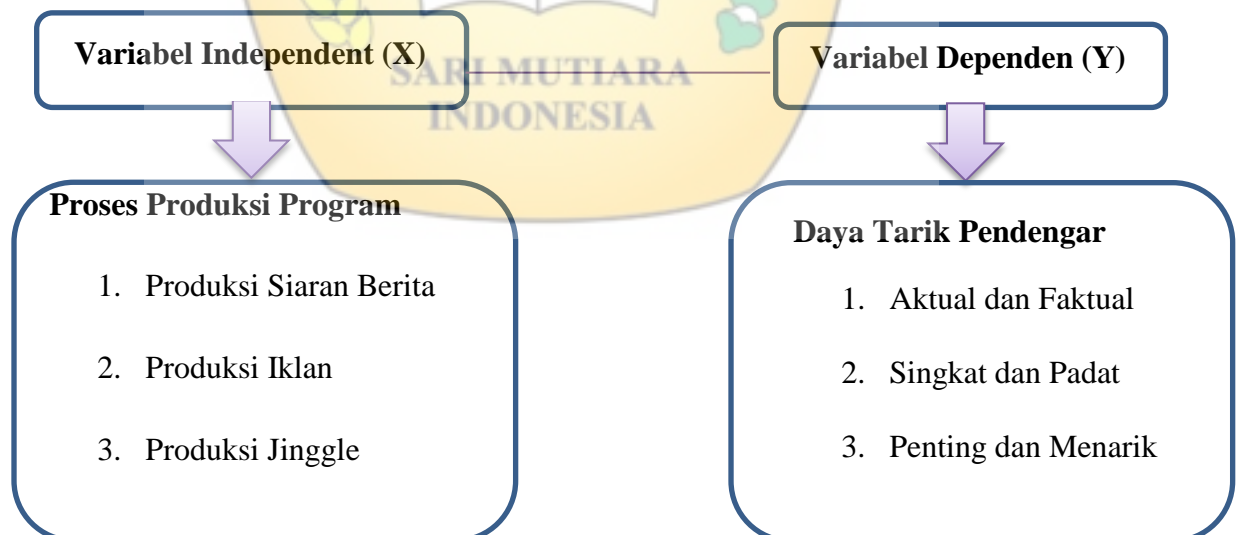 Variabel Independent (X)
Variabel Dependen (Y)
SARI MUTIARA
INDONESIA
Proses Produksi Program
1. Produksi Siaran Berita
2. Produksi Iklan
3. Produksi Jinggle
Daya Tarik Pendengar
1. Aktual dan Faktual
2. Singkat dan Padat
3. Penting dan Menarik